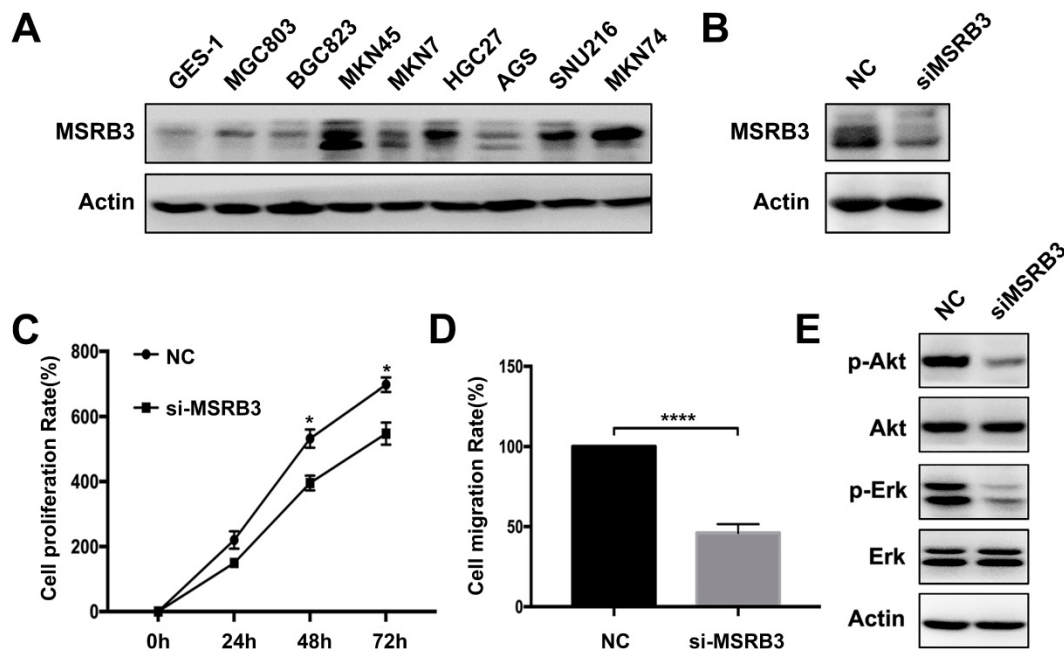 A
GES-1 MGC803 BGC823 MKN45 MKN7 HGC27 AGS SNU216 MKN74
MSRB3
Actin
B
NC siMSRB3
MSRB3
Actin
C
Cell proliferation Rate(%)
800
600
400
200
0
0h 24h 48h 72h
NC
si-MSRB3
*
*
D
Cell migration Rate(%)
150
100
50
0
****
NC si-MSRB3
E
NC siMSRB3
p-Akt
Akt
p-Erk
Erk
Actin